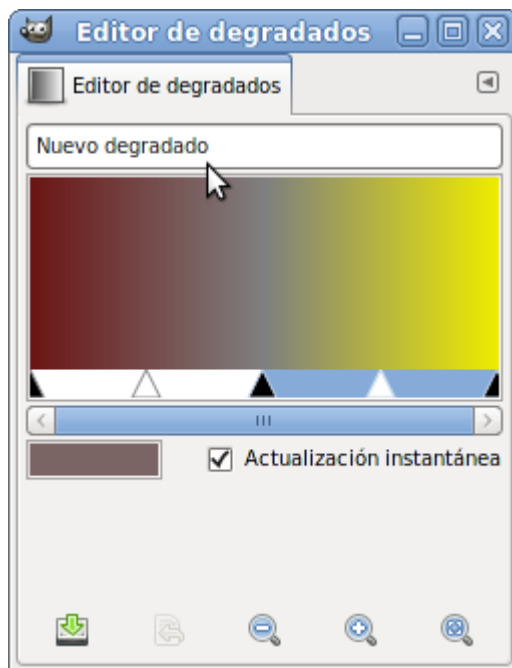 Editor de degradados
Editor de degradados
Nuevo degradado
Actualización instantánea